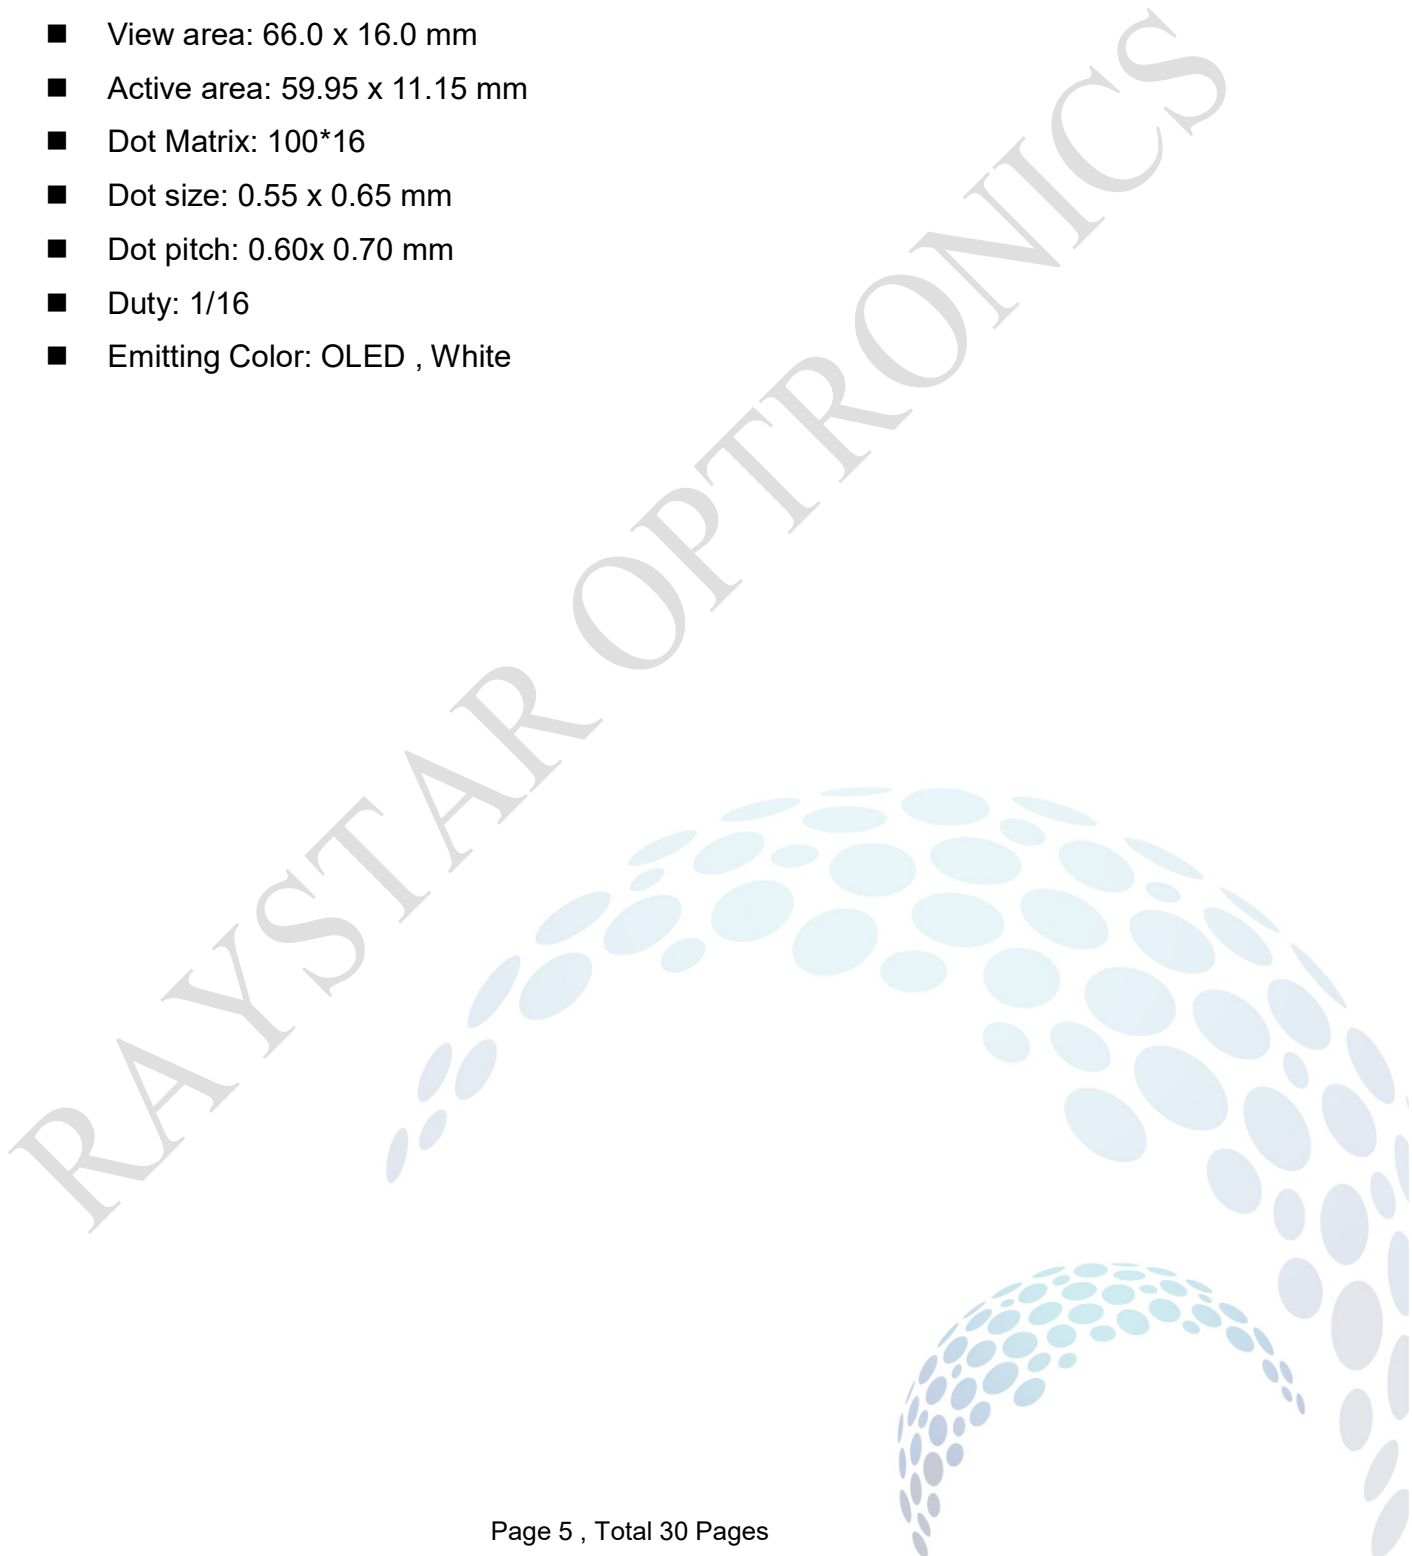 ■ View area: 66.0 x 16.0 mm
■ Active area: 59.95 x 11.15 mm
■ Dot Matrix: 100*16
■ Dot size: 0.55 x 0.65 mm
■ Dot pitch: 0.60x 0.70 mm
■ Duty: 1/16
■ Emitting Color: OLED , White
RAYSTAR OPTRONICS
Page 5 , Total 30 Pages